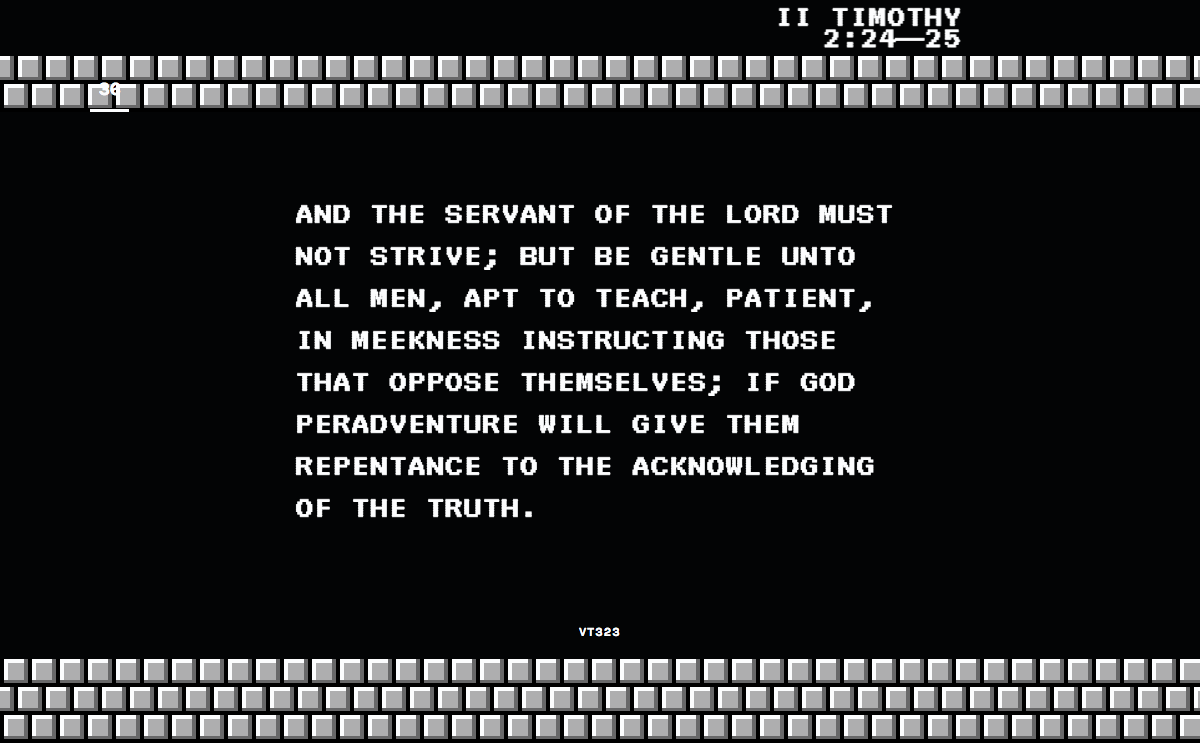 II TIMOTHY
2:24—25
36
AND THE SERVANT OF THE LORD MUST
NOT STRIVE; BUT BE GENTLE UNTO
ALL MEN, APT TO TEACH, PATIENT,
IN MEEKNESS INSTRUCTING THOSE
THAT OPPOSE THEMSELVES; IF GOD
PERADVENTURE WILL GIVE THEM
REPENTANCE TO THE ACKNOWLEDGING
OF THE TRUTH.
VT323